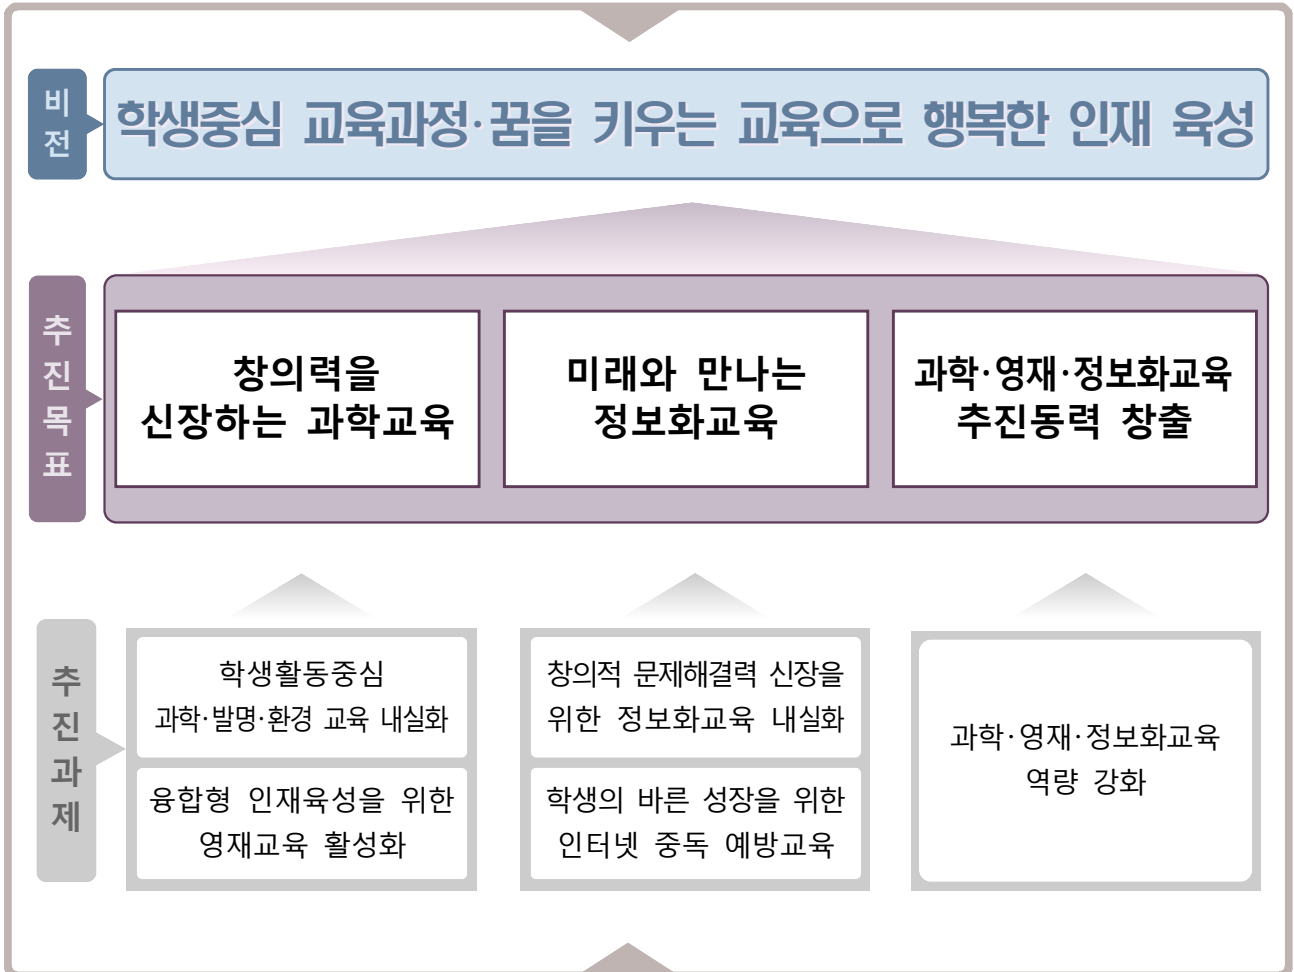 비전
학생중심 교육과정·꿈을 키우는 교육으로 행복한 인재 육성
추진목표
창의력을
신장하는 과학교육
미래와 만나는
정보화교육
과학·영재·정보화교육
추진동력 창출
추진과제
학생활동중심
과학·발명·환경 교육 내실화
융합형 인재육성을 위한
영재교육 활성화
창의적 문제해결력 신장을
위한 정보화교육 내실화
학생의 바른 성장을 위한
인터넷 중독 예방교육
과학·영재·정보화교육
역량 강화